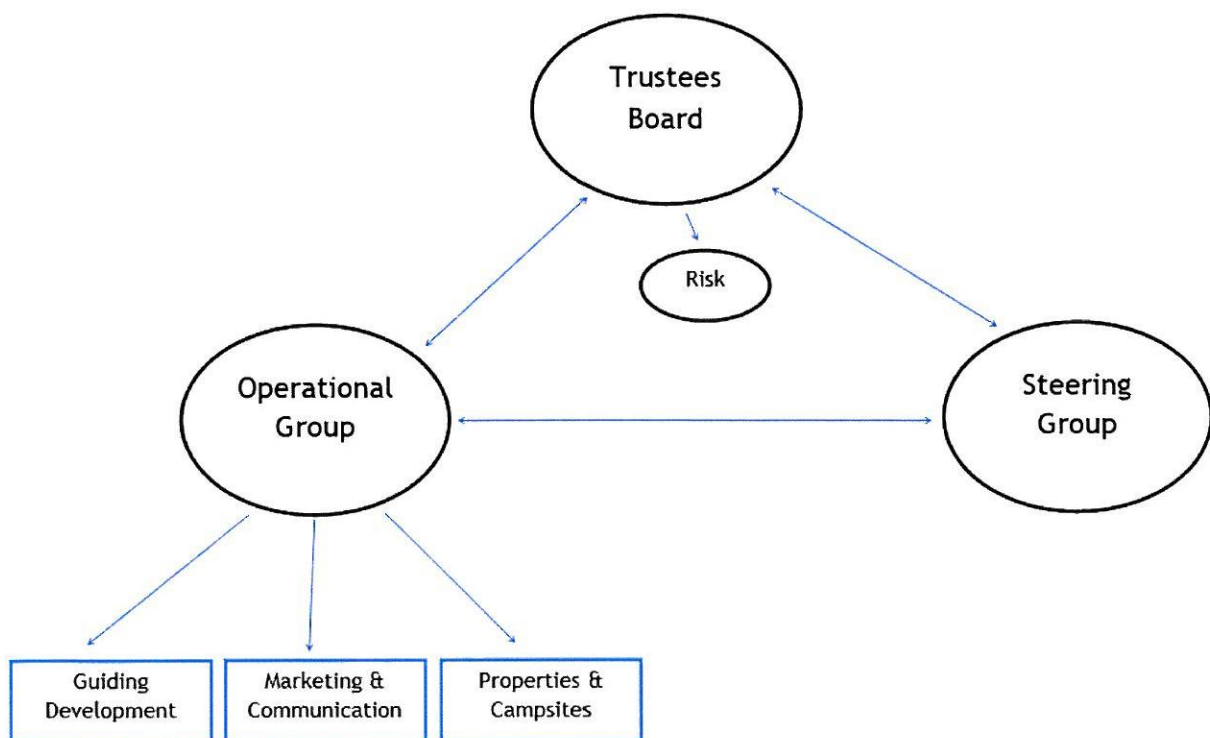 Trustees
Board
Risk
Operational
Group
Steering
Group
Guiding
Development
Marketing &
Communication
Properties &
Campsites